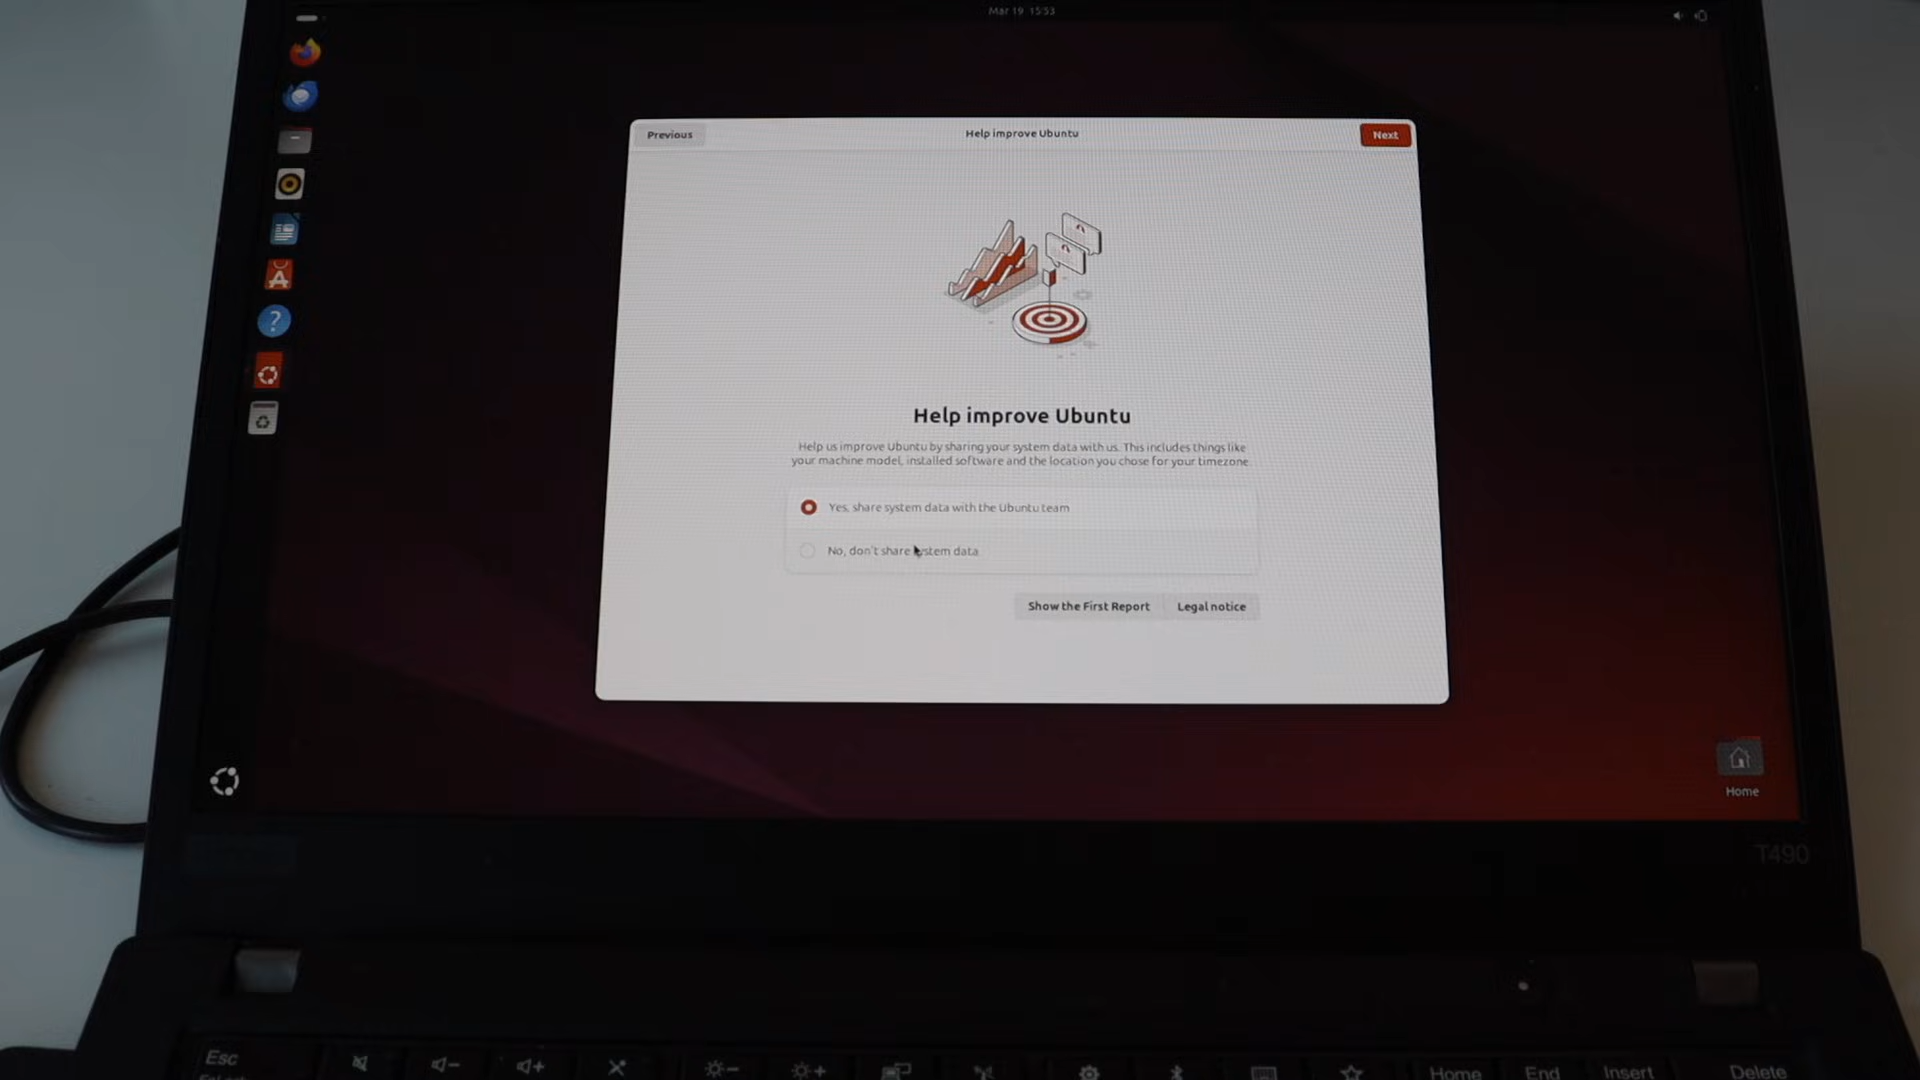 Mar 19 15:53
Previous
Help improve Ubuntu
Next
Help improve Ubuntu
Help us improve Ubuntu by sharing your system data with us. This includes things like
your machine model, installed software and the location you chose for your timezone.
Yes, share system data with the Ubuntu team
No, don't share system data
Show the First Report
Legal notice
Home
T490
Esc
Home
End
Insert
Delete